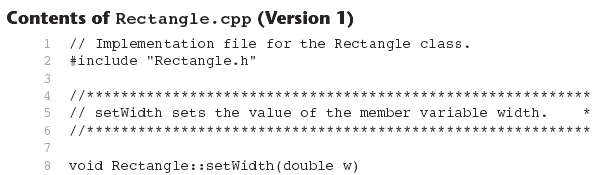 Contents of Rectangle.cpp (Version 1)
1 // Implementation file for the Rectangle class.
2 #include "Rectangle.h"
3
4 //***********************************************************
5 // setWidth sets the value of the member variable width.    *
6 //***********************************************************
7
8 void Rectangle::setWidth(double w)